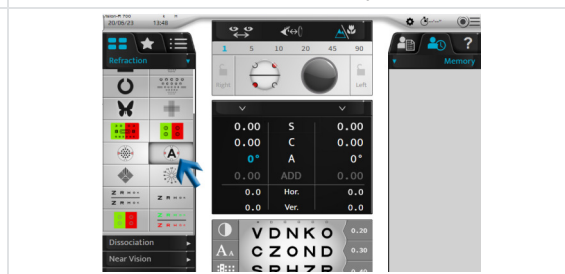 20/06/23 13:48
1 5 10 20 45 90
Right Left
Refraction
Memory
?
0.00 S 0.00
0.00 C 0.00
0° A 0°
0.00 ADD 0.00
0.0 Hor. 0.0
0.0 Ver. 0.0
A
Z R H
Z R H
Dissociation
Near Vision
V D N K O 0.20
C Z O N D 0.30
S R H Z R 0.40